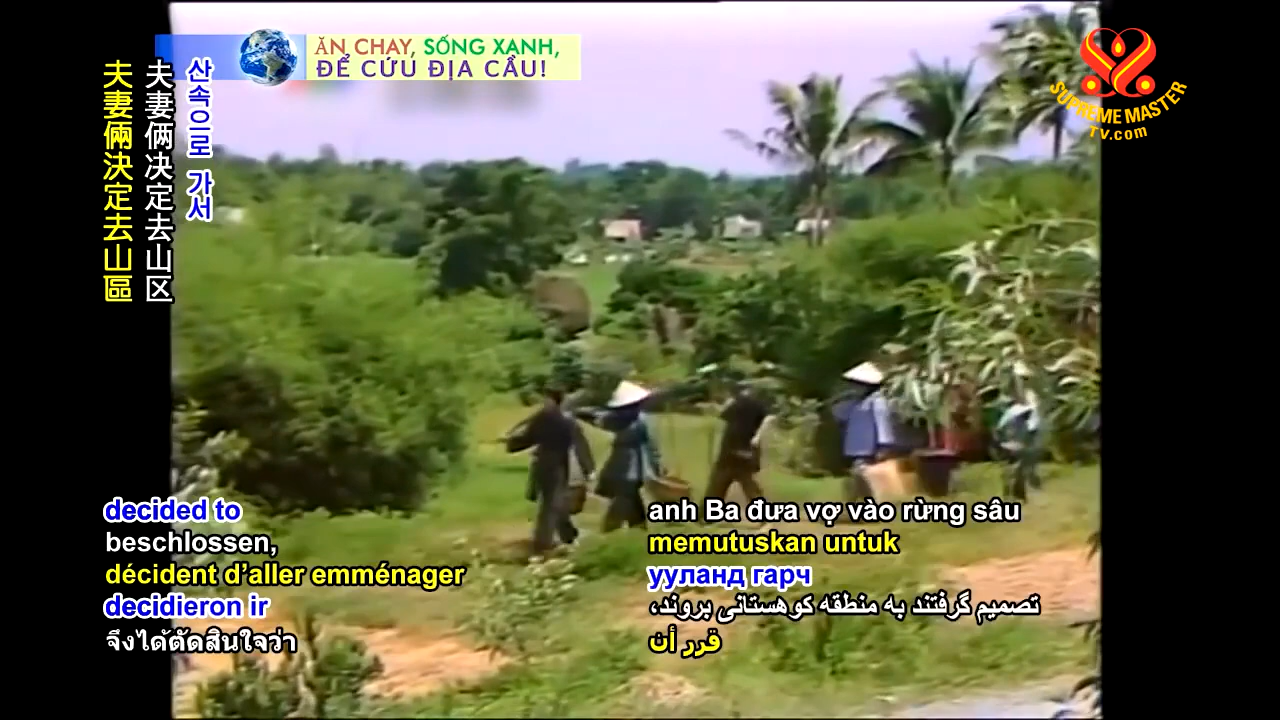 ĂN CHAY, SỐNG XANH,
ĐỂ CỨU ĐỊA CẦU!
SUPREME MASTER
TV.com
산속으로 가서
夫妻俩决定去山区
夫妻倆決定去山區
decided to
beschlossen,
décident d’aller emménager
decidieron ir
จึงได้ตัดสินใจว่า
anh Ba đưa vợ vào rừng sâu
memutuskan untuk
ууланд гарч
تصمیم گرفتند به منطقه کوهستانی بروند،
قرر أن